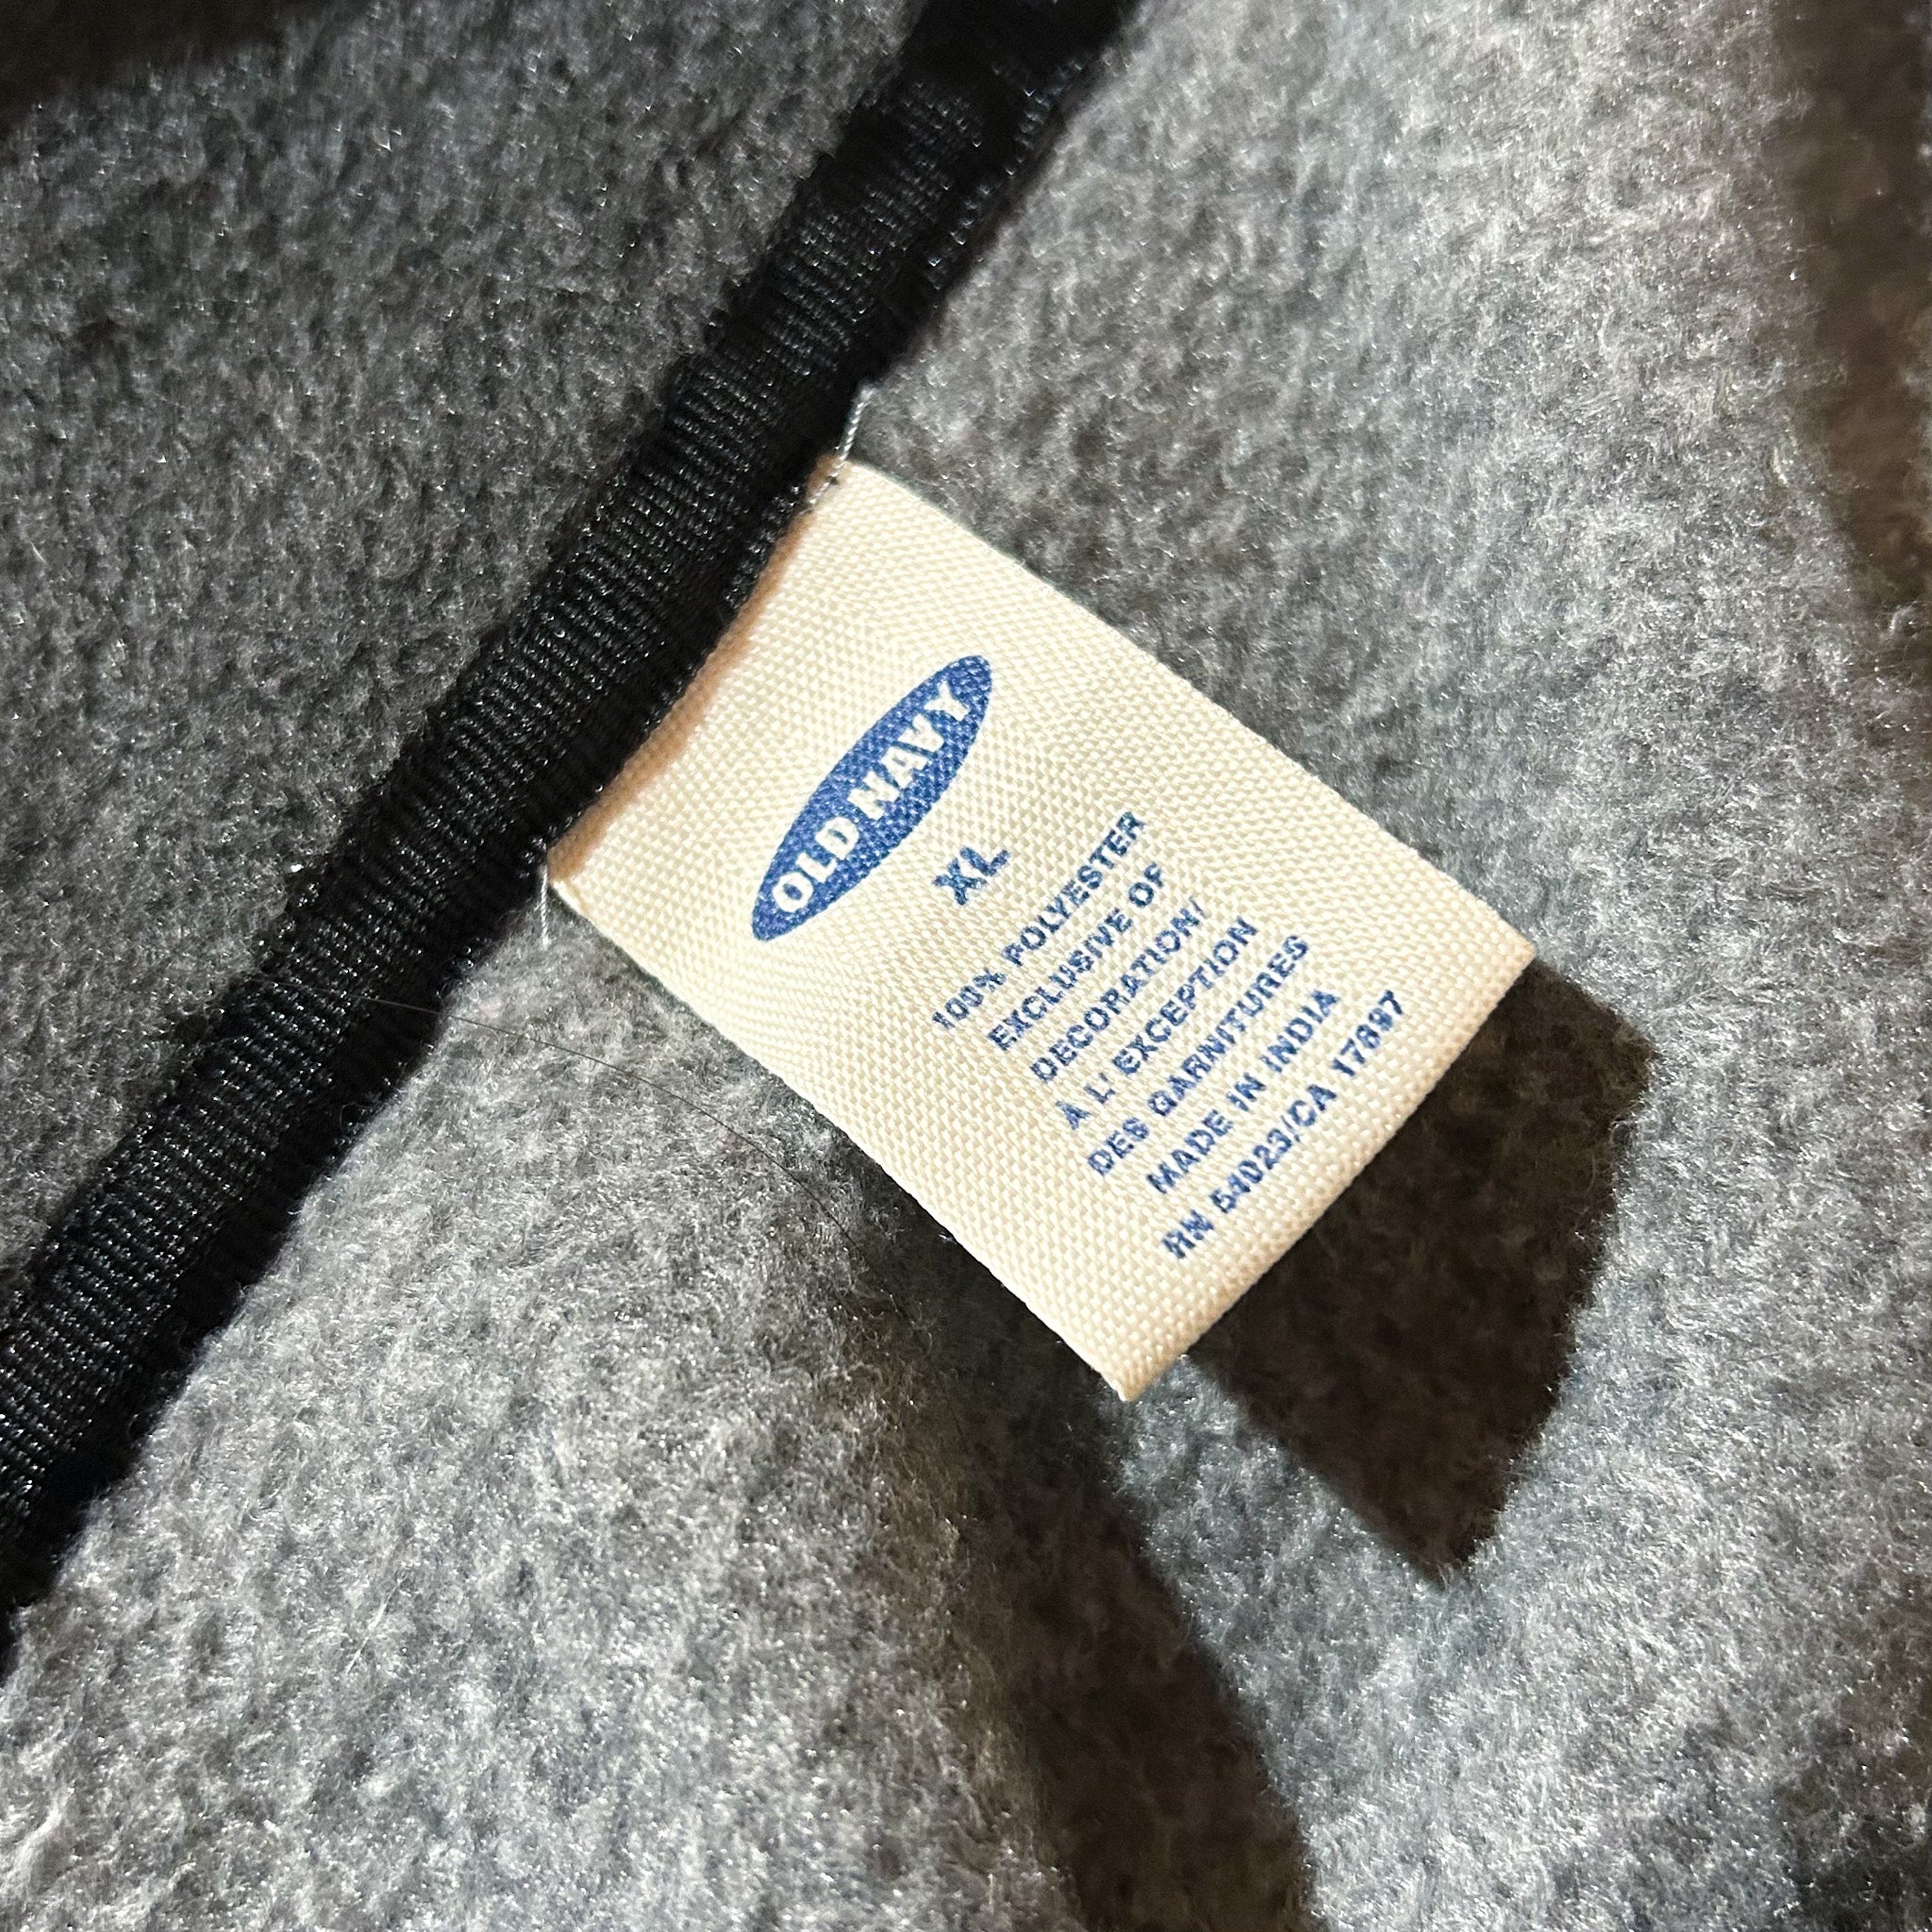 OLD NAVY
XL
100% POLYESTER
EXCLUSIVE OF
DECORATION/
À L' EXCEPTION
DES GARNITURES
MADE IN INDIA
RN 54023/CA 17897